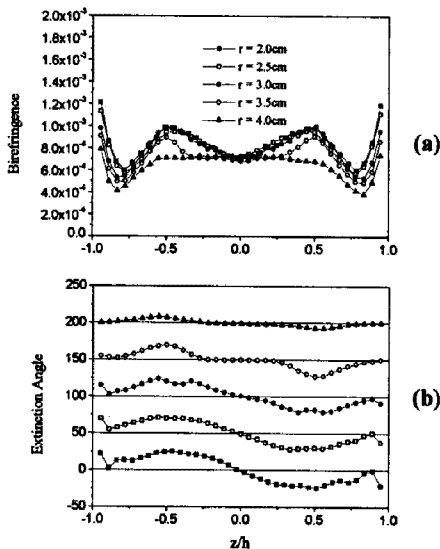 2.0x10⁻³
1.8x10⁻³
1.6x10⁻³
1.4x10⁻³
1.2x10⁻³
1.0x10⁻³
8.0x10⁻⁴
6.0x10⁻⁴
4.0x10⁻⁴
2.0x10⁻⁴
0.0
Birefringence
r = 2.0cm
r = 2.5cm
r = 3.0cm
r = 3.5cm
r = 4.0cm
(a)
-1.0 -0.5 0.0 0.5 1.0
250
200
150
100
50
0
-50
Extinction Angle
(b)
-1.0 -0.5 0.0 0.5 1.0
z/h